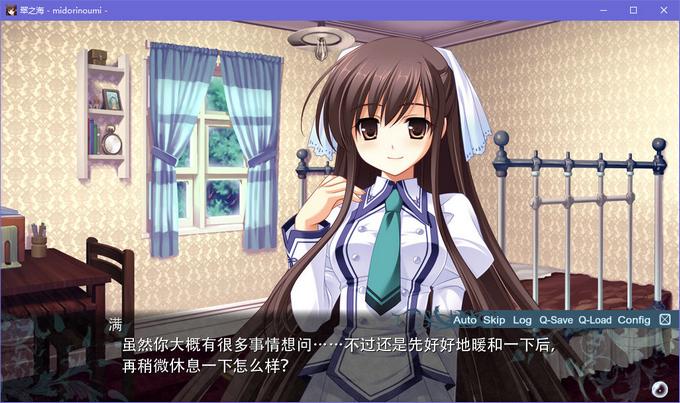 翠之海 - midorinoumi -
Auto Skip Log Q-Save Q-Load Config
满
虽然你大概有很多事情想问……不过还是先好好地暖和一下后,
再稍微休息一下怎么样?